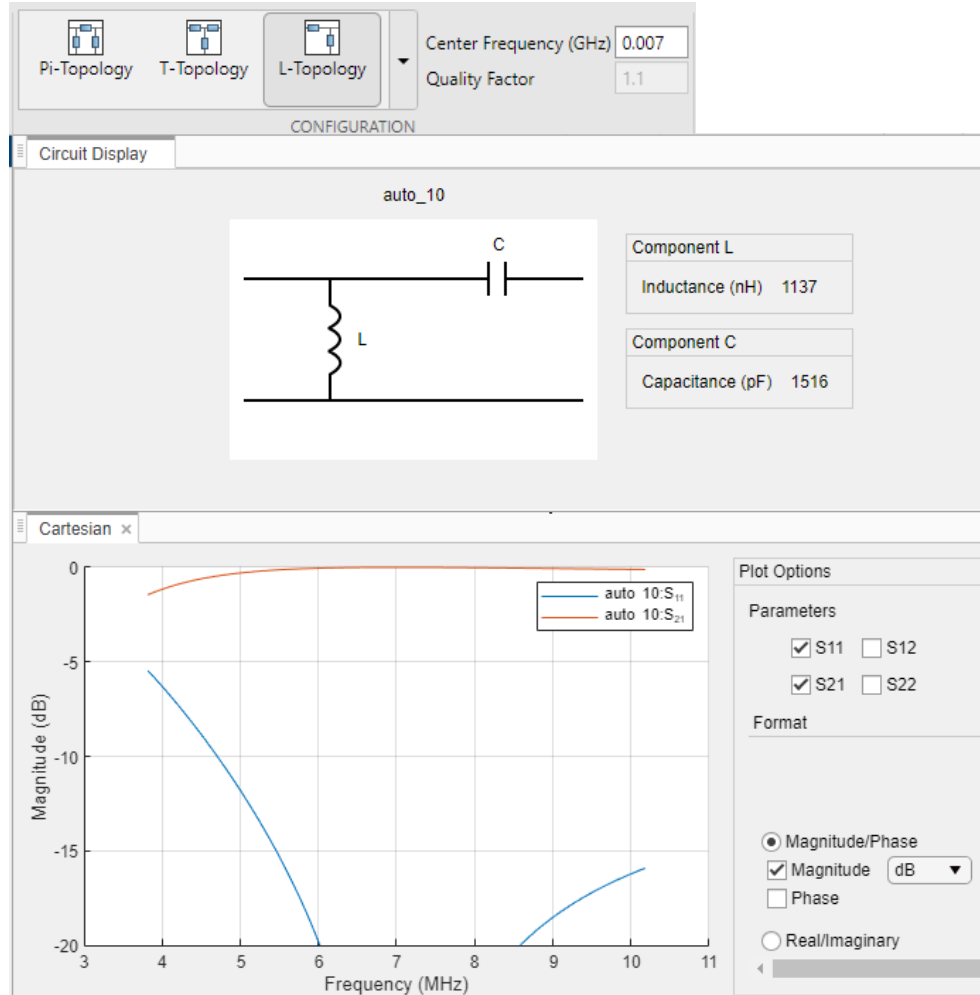 Pi-Topology T-Topology L-Topology
Center Frequency (GHz) 0.007
Quality Factor 1.1
CONFIGURATION
Circuit Display
auto_10
C
L
Component L
Inductance (nH) 1137
Component C
Capacitance (pF) 1516
Cartesian ×
0
-5
-10
-15
-20
Magnitude (dB)
auto 10:S₁₁
auto 10:S₂₁
3 4 5 6 7 8 9 10 11
Frequency (MHz)
Plot Options
Parameters
S11 S12
S21 S22
Format
Magnitude/Phase
Magnitude dB
Phase
Real/Imaginary